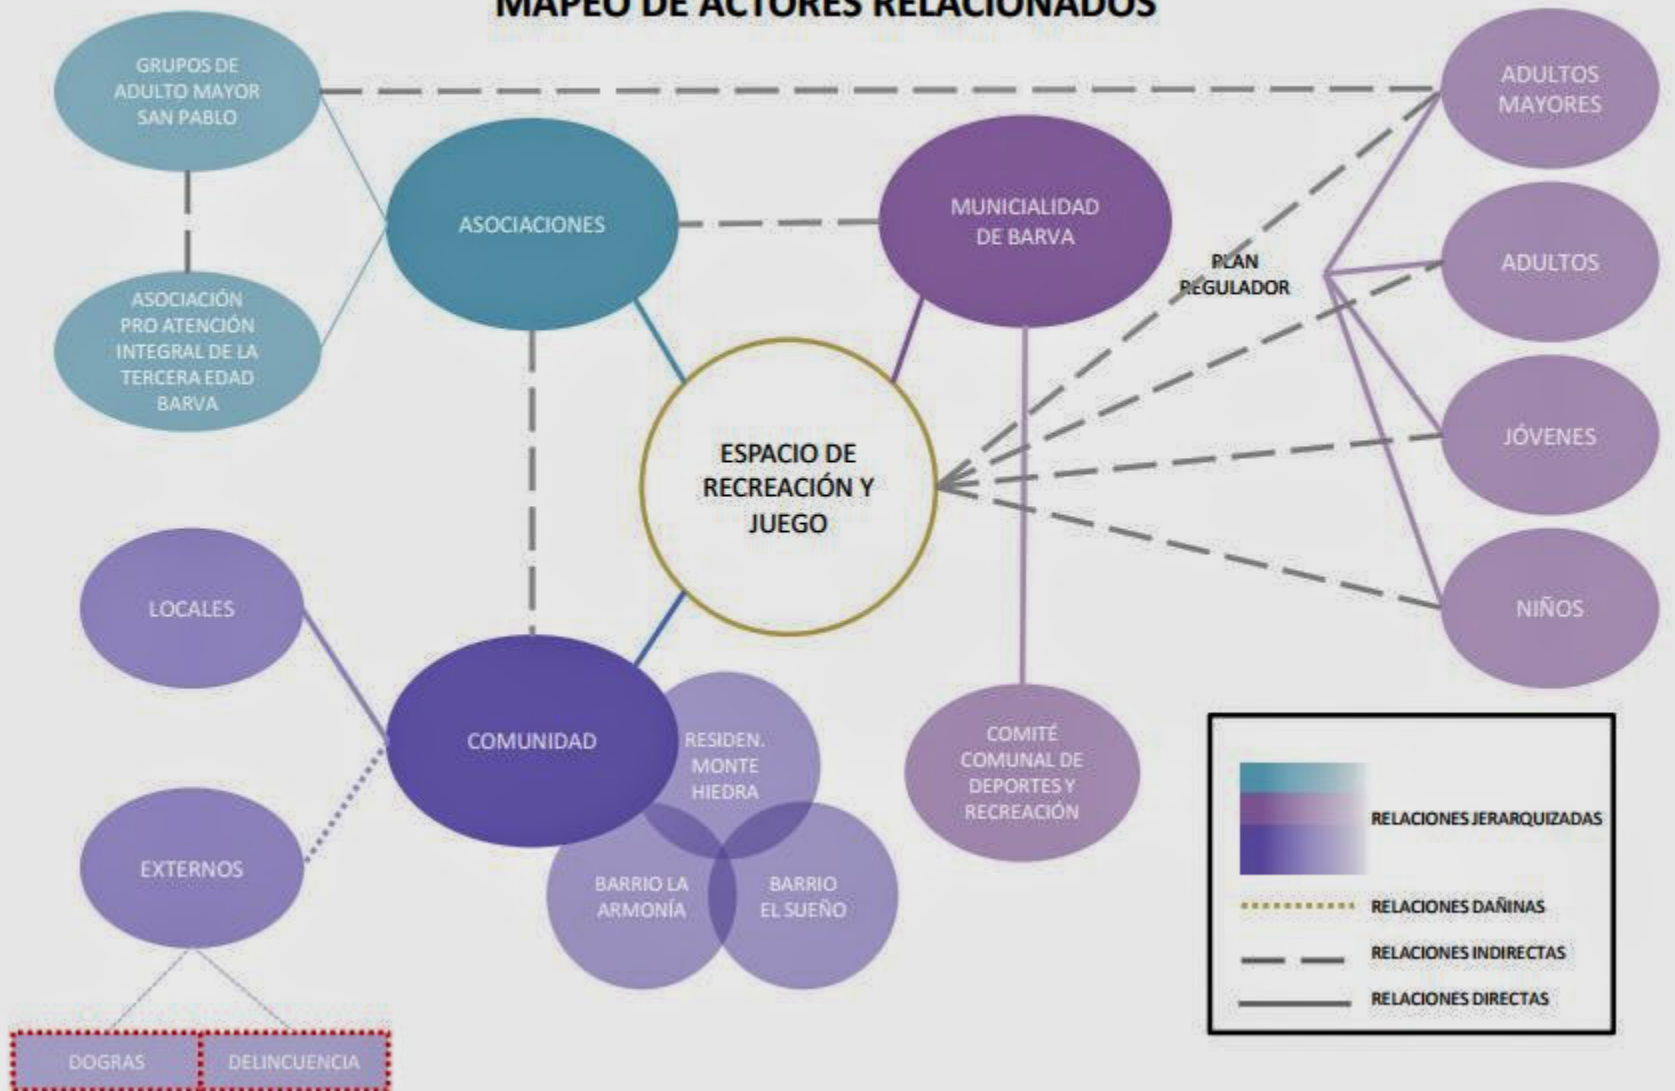 MAPEO DE ACTORES RELACIONADOS
GRUPOS DE
ADULTO MAYOR
SAN PABLO
ASOCIACIONES
MUNICIALIDAD
DE BARVA
ADULTOS
MAYORES
PLAN
REGULADOR
ADULTOS
ASOCIACIÓN
PRO ATENCIÓN
INTEGRAL DE LA
TERCERA EDAD
BARVA
ESPACIO DE
RECREACIÓN Y
JUEGO
JÓVENES
NIÑOS
LOCALES
COMUNIDAD
RESIDEN.
MONTE
HIEDRA
COMITÉ
COMUNAL DE
DEPORTES Y
RECREACIÓN
EXTERNOS
BARRIO LA
ARMONÍA
BARRIO
EL SUEÑO
DOGRAS
DELINCUENCIA
RELACIONES JERARQUIZADAS
RELACIONES DAÑINAS
RELACIONES INDIRECTAS
RELACIONES DIRECTAS